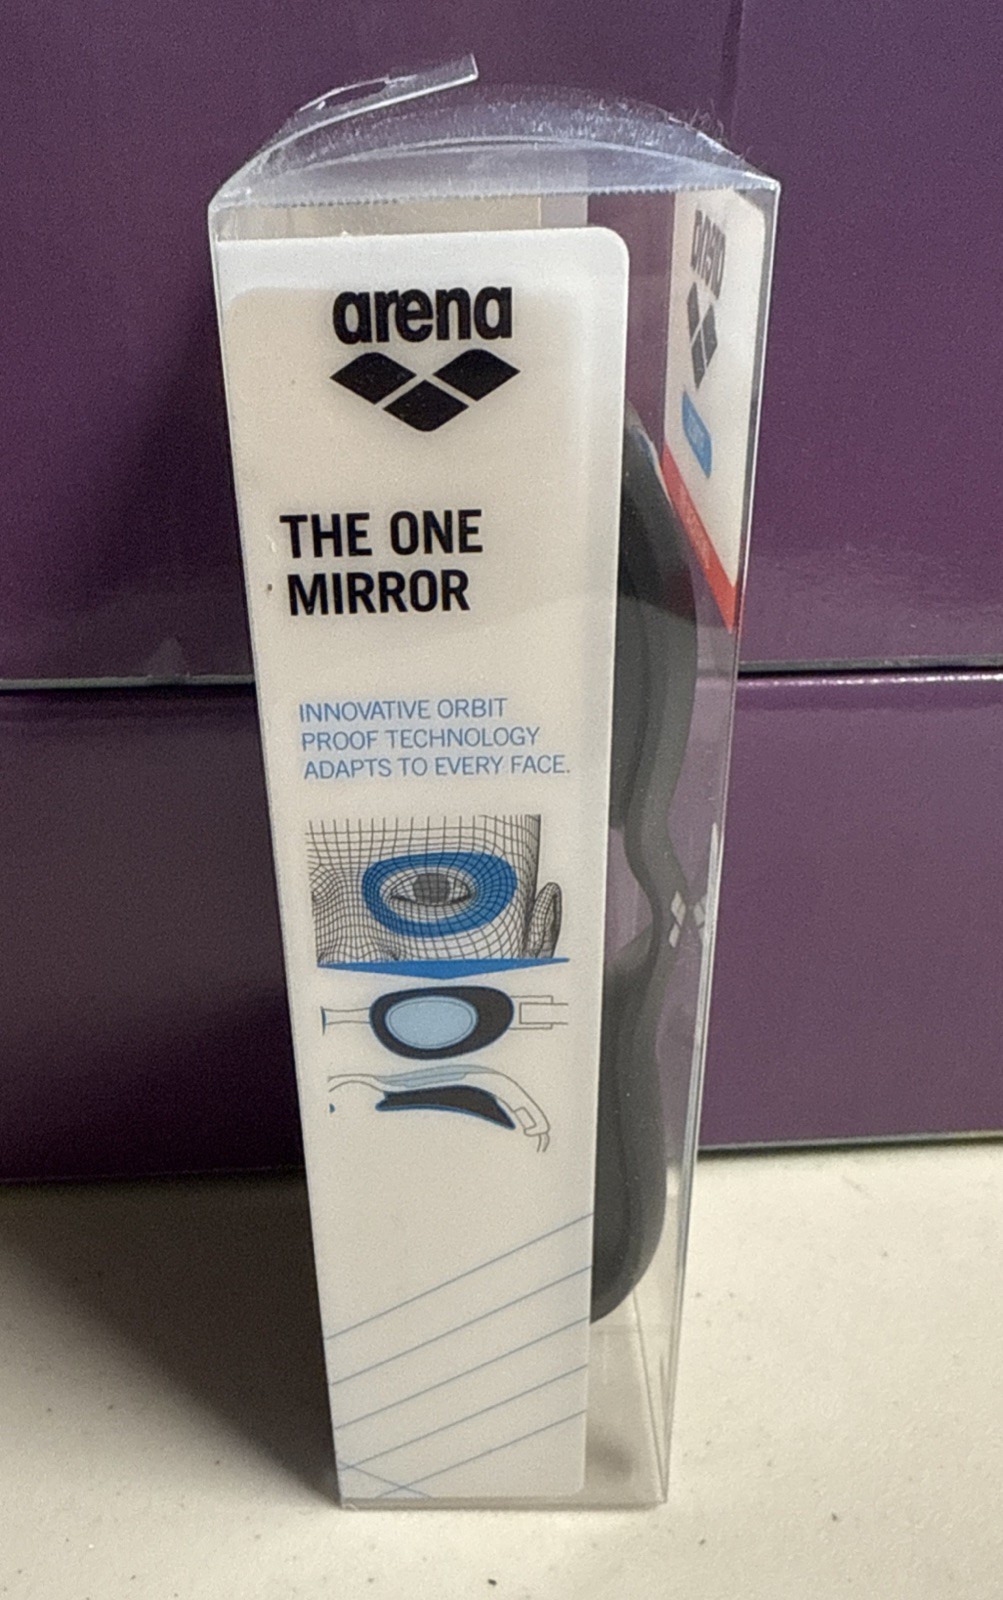 arena
THE ONE
MIRROR
INNOVATIVE ORBIT
PROOF TECHNOLOGY
ADAPTS TO EVERY FACE.
arena